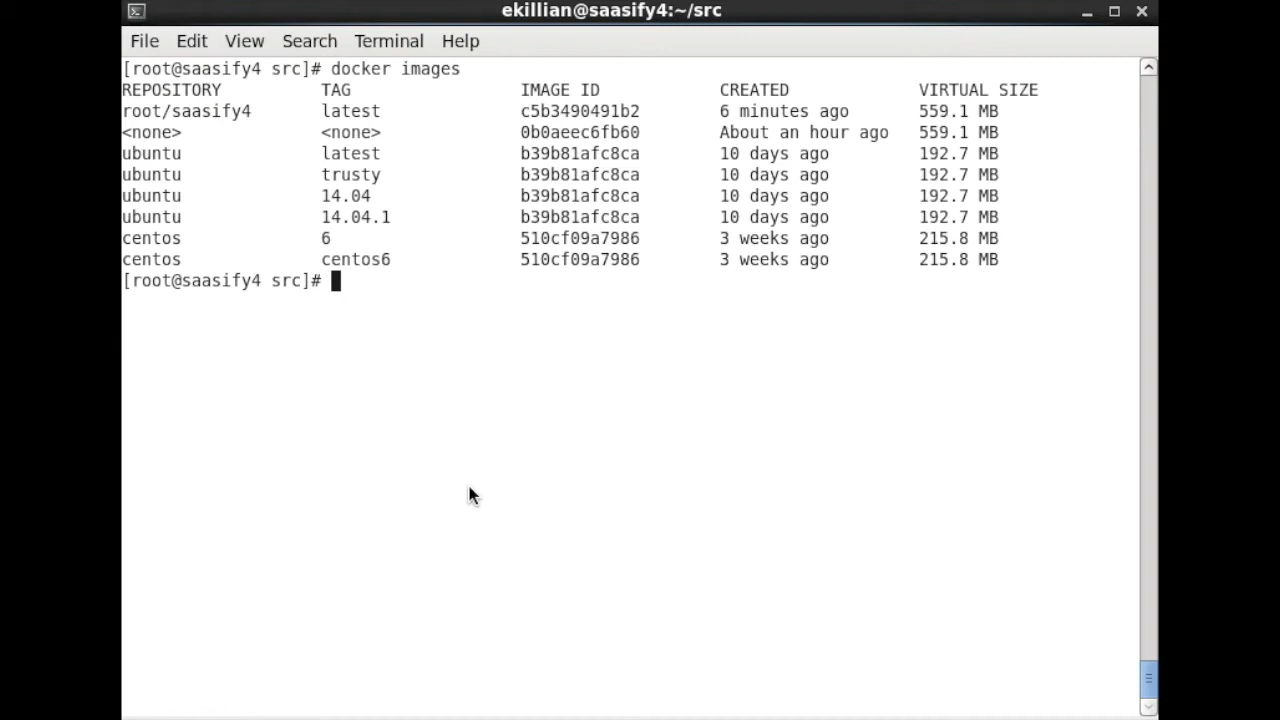 ekillian@saasify4:~/src
File Edit View Search Terminal Help
[root@saasify4 src]# docker images
REPOSITORY TAG IMAGE ID CREATED VIRTUAL SIZE
root/saasify4 latest c5b3490491b2 6 minutes ago 559.1 MB
<none> <none> 0b0aeec6fb60 About an hour ago 559.1 MB
ubuntu latest b39b81afc8ca 10 days ago 192.7 MB
ubuntu trusty b39b81afc8ca 10 days ago 192.7 MB
ubuntu 14.04 b39b81afc8ca 10 days ago 192.7 MB
ubuntu 14.04.1 b39b81afc8ca 10 days ago 192.7 MB
centos 6 510cf09a7986 3 weeks ago 215.8 MB
centos centos6 510cf09a7986 3 weeks ago 215.8 MB
[root@saasify4 src]#